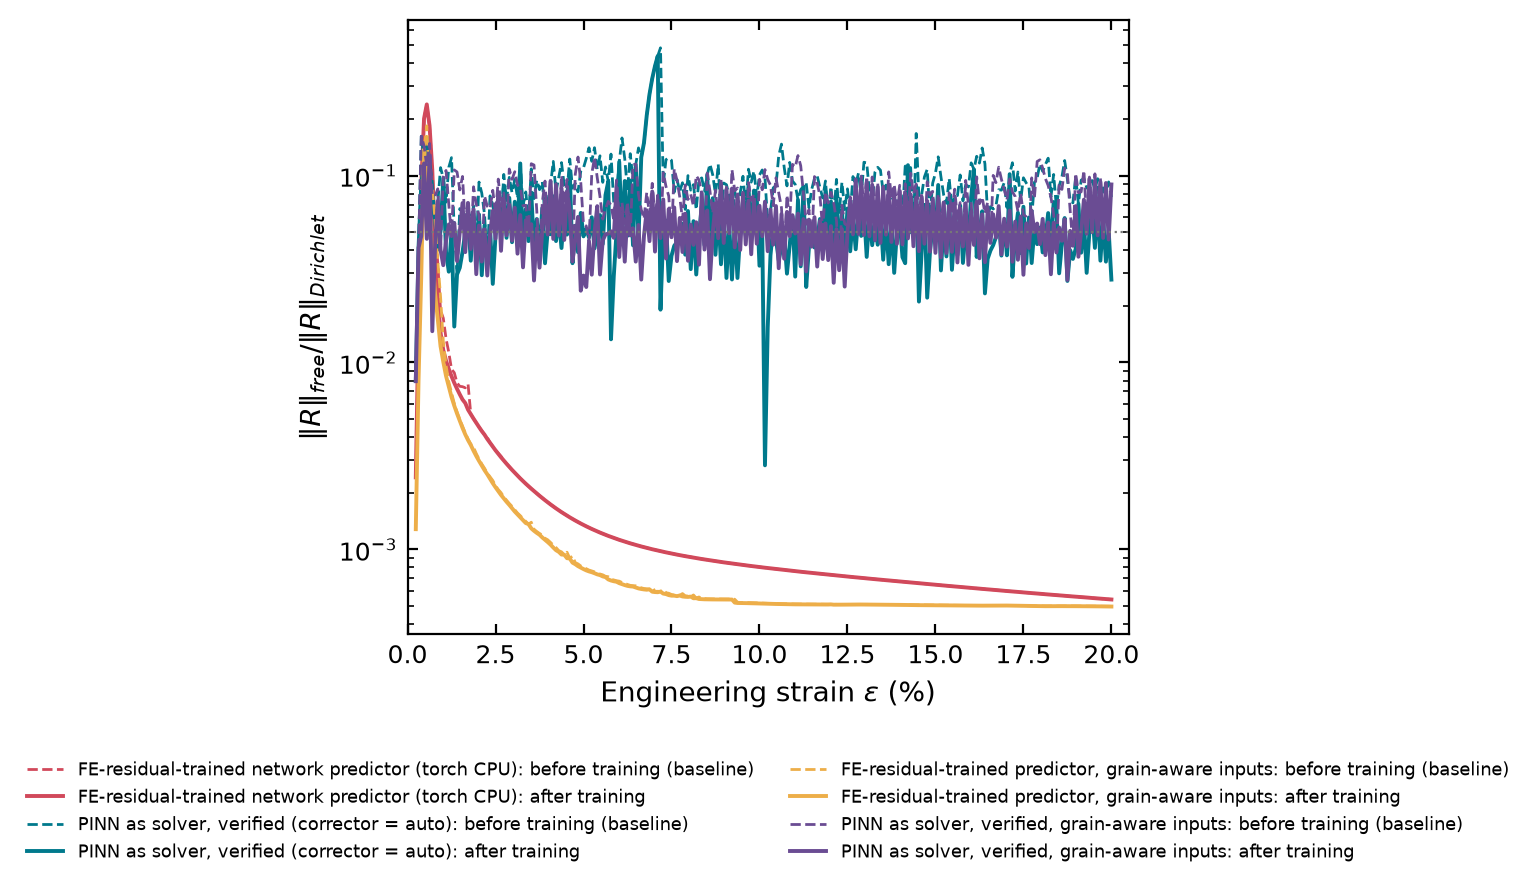 10⁻¹
10⁻²
10⁻³
‖R‖free/‖R‖Dirichlet
0.0 2.5 5.0 7.5 10.0 12.5 15.0 17.5 20.0
Engineering strain ε (%)
FE-residual-trained network predictor (torch CPU): before training (baseline)
FE-residual-trained network predictor (torch CPU): after training
PINN as solver, verified (corrector = auto): before training (baseline)
PINN as solver, verified (corrector = auto): after training
FE-residual-trained predictor, grain-aware inputs: before training (baseline)
FE-residual-trained predictor, grain-aware inputs: after training
PINN as solver, verified, grain-aware inputs: before training (baseline)
PINN as solver, verified, grain-aware inputs: after training